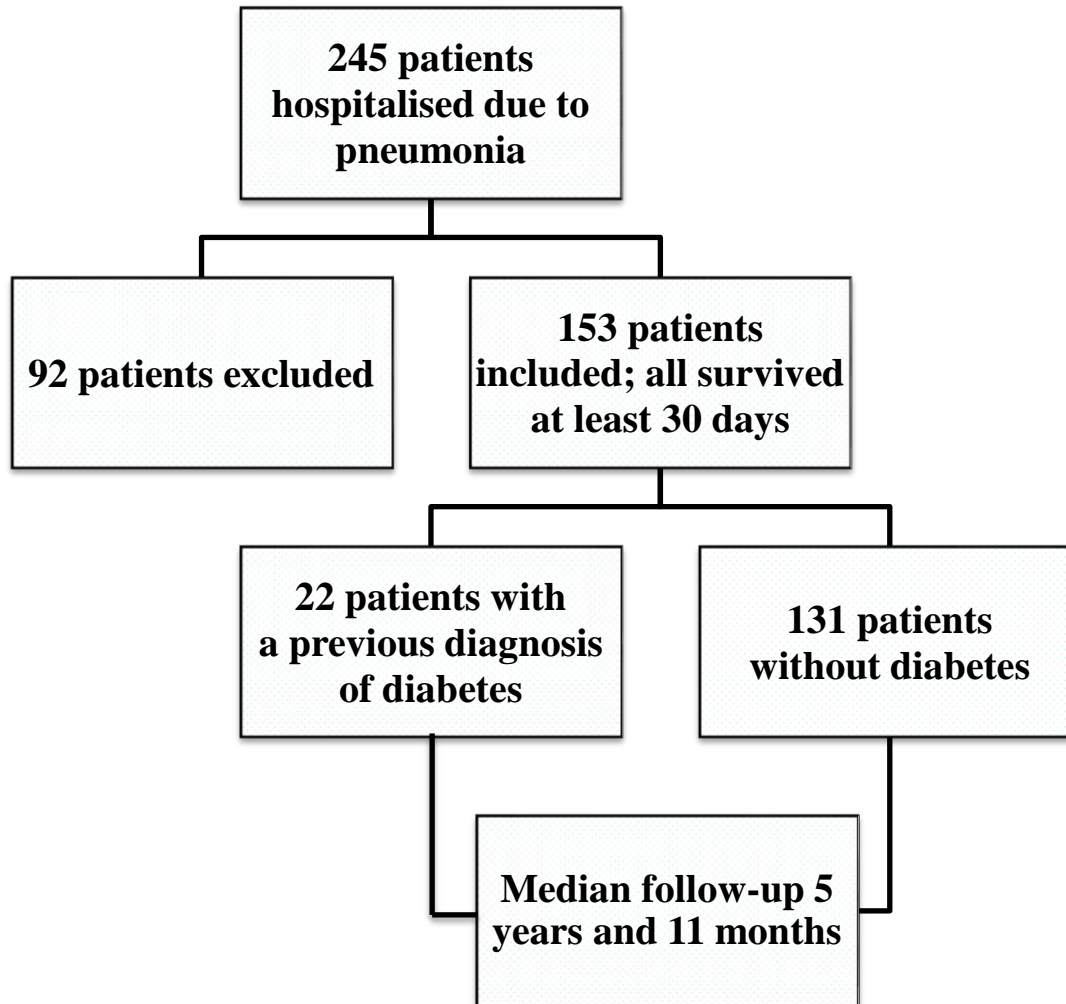 245 patients
hospitalised due to
pneumonia
92 patients excluded
153 patients
included; all survived
at least 30 days
22 patients with
a previous diagnosis
of diabetes
131 patients
without diabetes
Median follow-up 5
years and 11 months